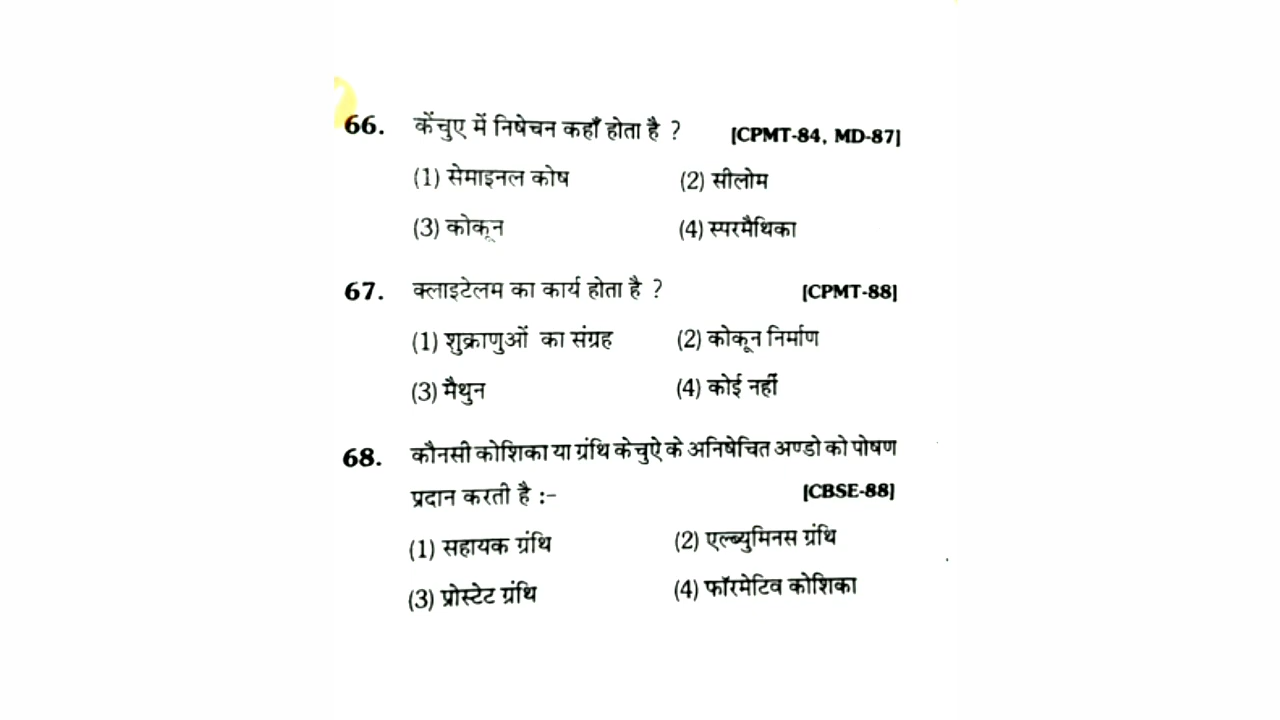 66. केंचुए में निषेचन कहाँ होता है ? [CPMT-84, MD-87]
(1) सेमाइनल कोष (2) सीलोम
(3) कोकून (4) स्परमैथिका
67. क्लाइटेलम का कार्य होता है ? [CPMT-88]
(1) शुक्राणुओं का संग्रह (2) कोकून निर्माण
(3) मैथुन (4) कोई नहीं
68. कौनसी कोशिका या ग्रंथि केचुऐ के अनिषेचित अण्डो को पोषण
प्रदान करती है :- [CBSE-88]
(1) सहायक ग्रंथि (2) एल्ब्युमिनस ग्रंथि
(3) प्रोस्टेट ग्रंथि (4) फॉरमेटिव कोशिका